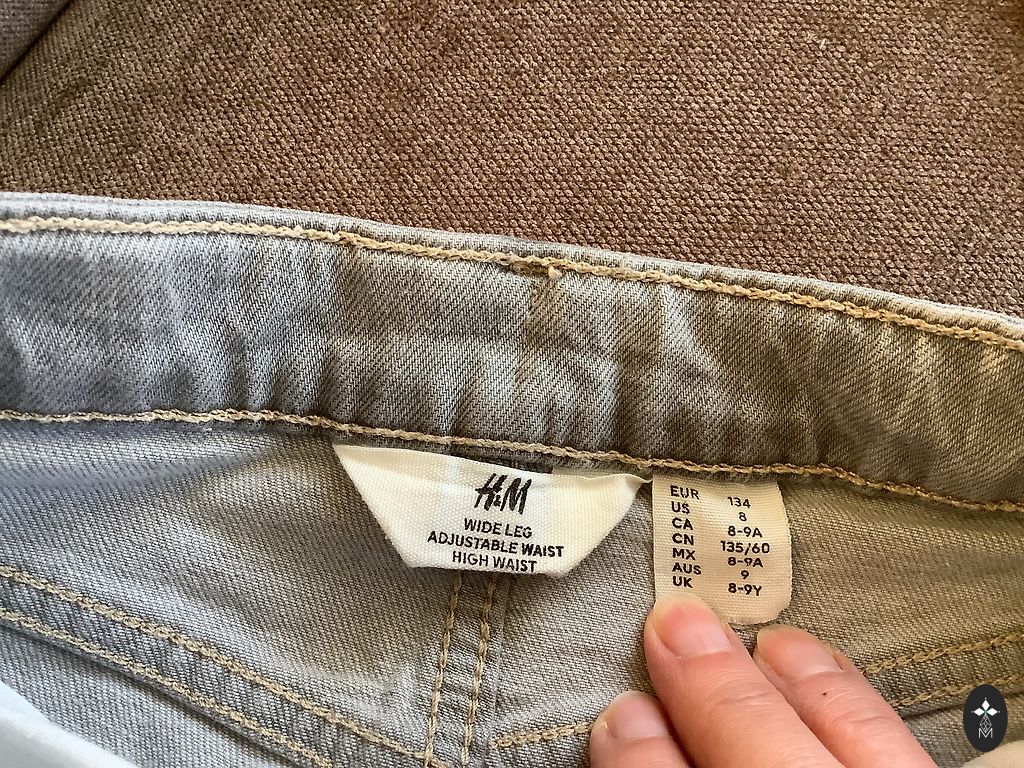 H&M
WIDE LEG
ADJUSTABLE WAIST
HIGH WAIST
EUR 134
US 8
CA 8-9A
CN 135/60
MX 8-9A
AUS 9
UK 8-9Y
M